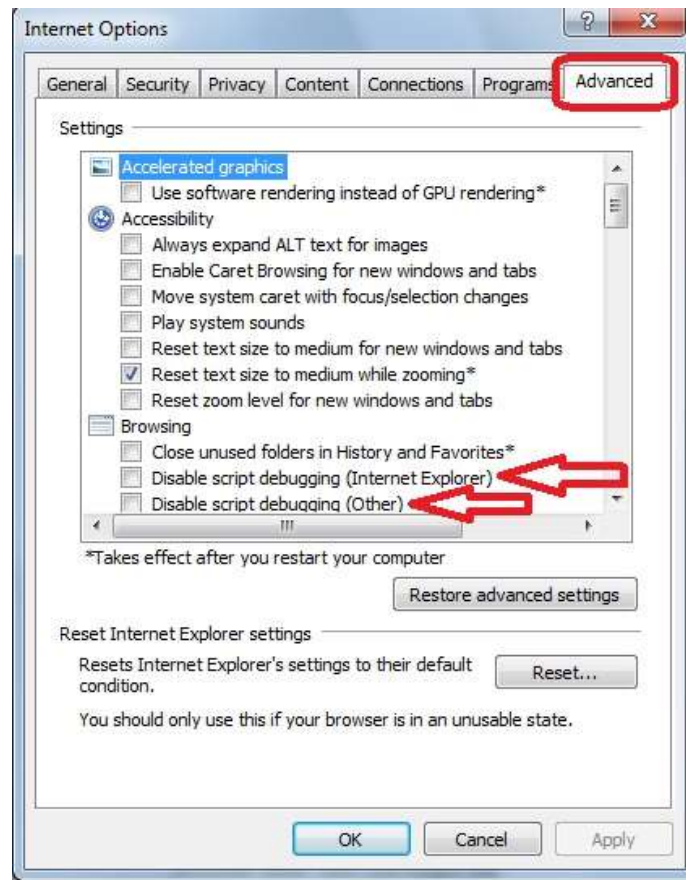 Internet Options
General Security Privacy Content Connections Programs Advanced
Settings
Accelerated graphics
Use software rendering instead of GPU rendering*
Accessibility
Always expand ALT text for images
Enable Caret Browsing for new windows and tabs
Move system caret with focus/selection changes
Play system sounds
Reset text size to medium for new windows and tabs
Reset text size to medium while zooming*
Reset zoom level for new windows and tabs
Browsing
Close unused folders in History and Favorites*
Disable script debugging (Internet Explorer)
Disable script debugging (Other)
*Takes effect after you restart your computer
Restore advanced settings
Reset Internet Explorer settings
Resets Internet Explorer's settings to their default
condition.
Reset...
You should only use this if your browser is in an unusable state.
OK Cancel Apply